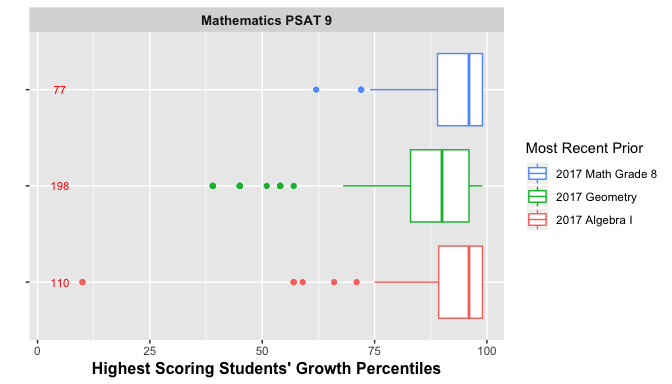 Mathematics PSAT 9
77
198
110
0 25 50 75 100
Highest Scoring Students' Growth Percentiles
Most Recent Prior
2017 Math Grade 8
2017 Geometry
2017 Algebra I